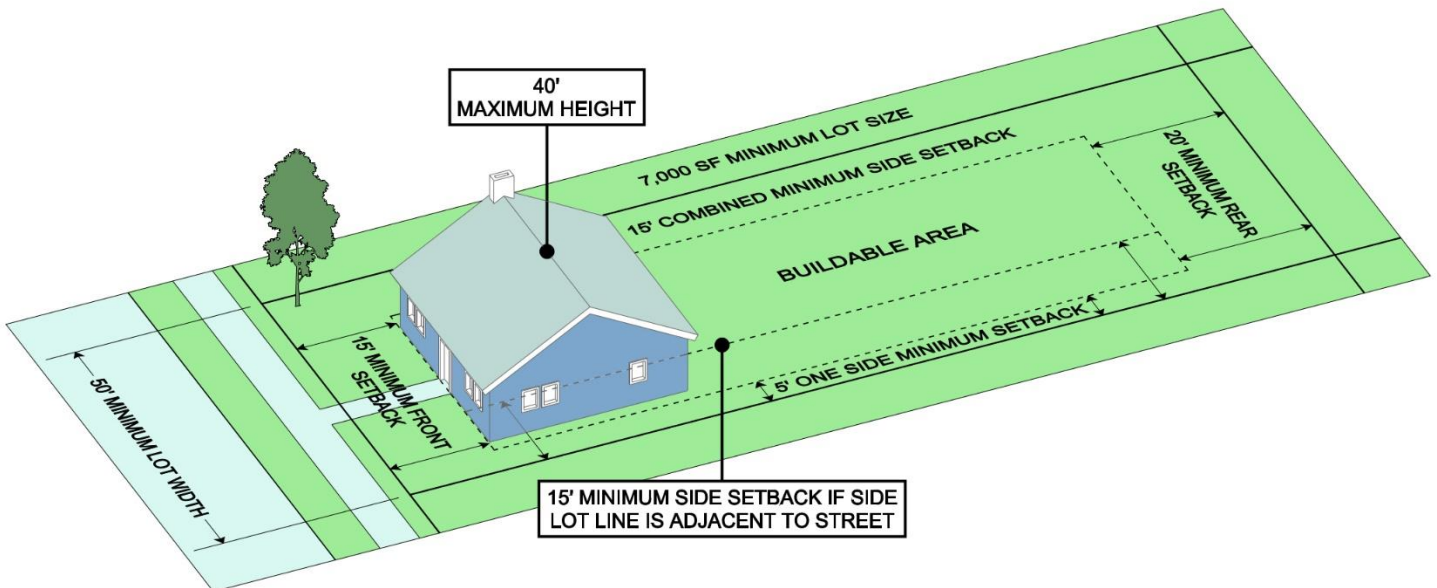 40'
MAXIMUM HEIGHT
7,000 SF MINIMUM LOT SIZE
15' COMBINED MINIMUM SIDE SETBACK
20' MINIMUM REAR
SETBACK
BUILDABLE AREA
5' ONE SIDE MINIMUM SETBACK
15' MINIMUM FRONT
SETBACK
50' MINIMUM LOT WIDTH
15' MINIMUM SIDE SETBACK IF SIDE
LOT LINE IS ADJACENT TO STREET